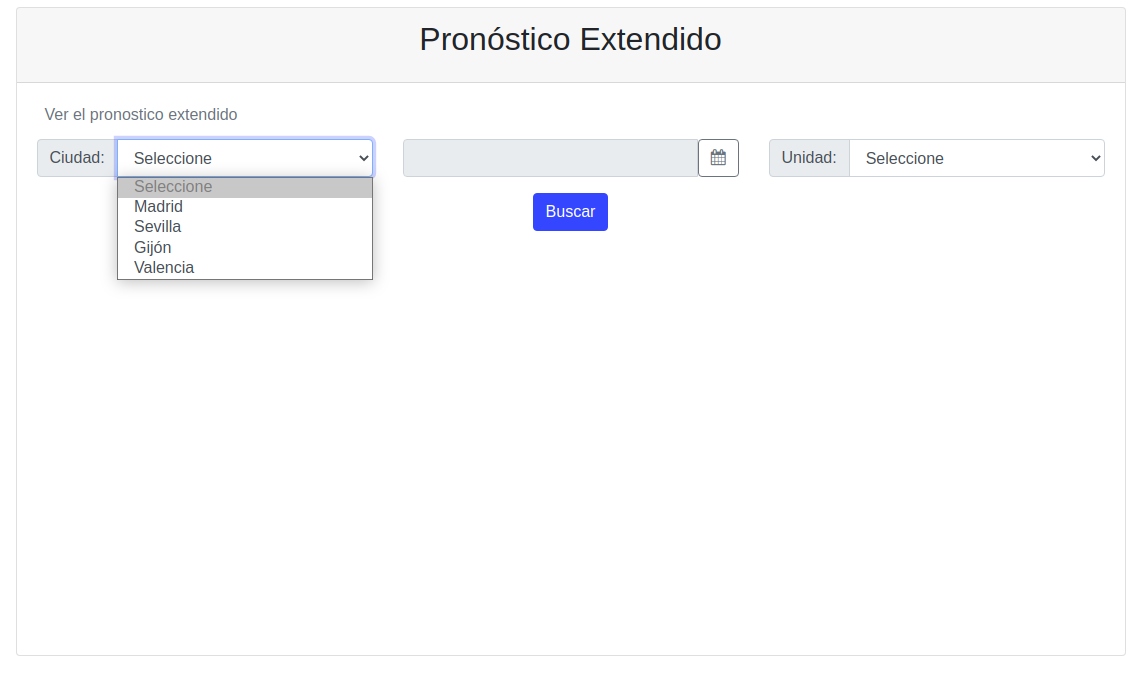 Pronóstico Extendido
Ver el pronostico extendido
Ciudad: Seleccione
Unidad: Seleccione
Seleccione
Madrid
Sevilla
Gijón
Valencia
Buscar